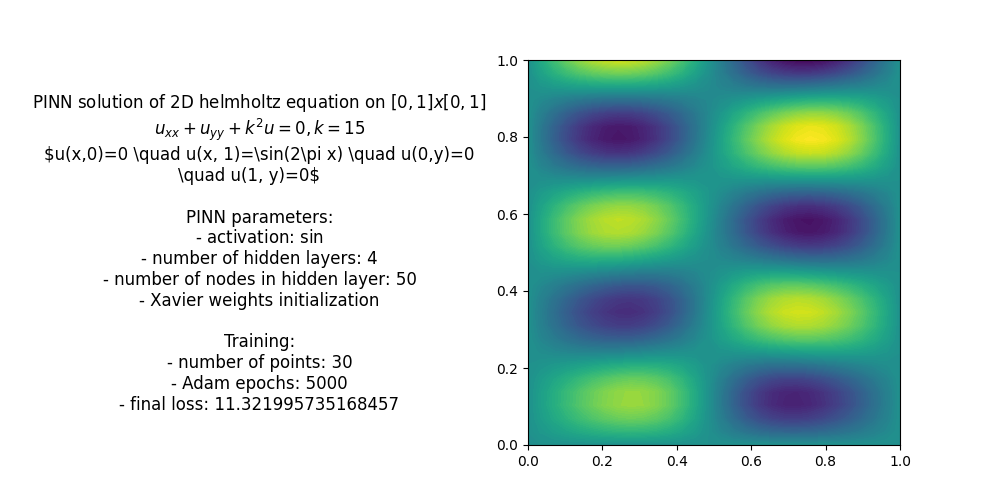 PINN solution of 2D helmholtz equation on [0, 1]x[0, 1]
u_{xx} + u_{yy} + k^2u = 0, k = 15
$u(x,0)=0 \quad u(x, 1)=\sin(2\pi x) \quad u(0,y)=0
\quad u(1, y)=0$
PINN parameters:
- activation: sin
- number of hidden layers: 4
- number of nodes in hidden layer: 50
- Xavier weights initialization
Training:
- number of points: 30
- Adam epochs: 5000
- final loss: 11.321995735168457
1.0
0.8
0.6
0.4
0.2
0.0
0.0 0.2 0.4 0.6 0.8 1.0